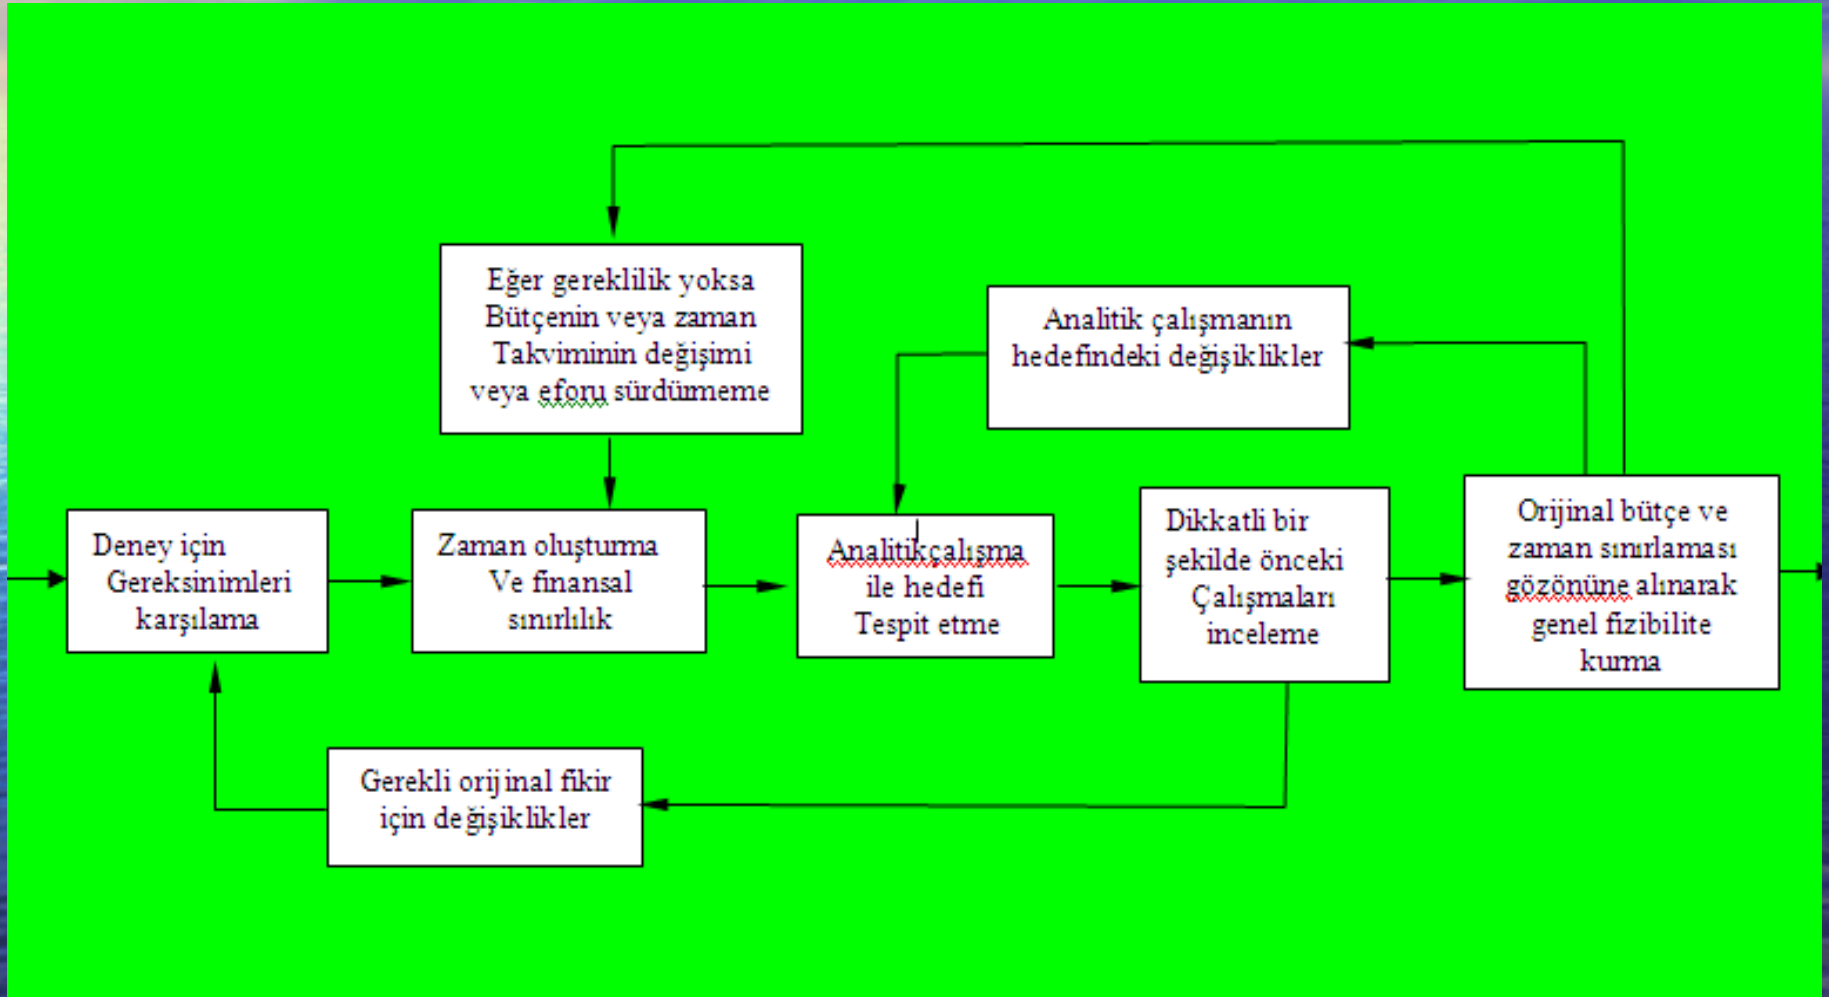 Eğer gereklilik yoksa
Bütçenin veya zaman
Takviminin değişimi
veya eforu sürdürmeme
Analitik çalışmanın
hedefindeki değişiklikler
Deney için
Gereksinimleri
karşılama
Zaman oluşturma
Ve finansal
sınırlılık
Analitikçalışma
ile hedefi
Tespit etme
Dikkatli bir
şekilde önceki
Çalışmaları
inceleme
Orijinal bütçe ve
zaman sınırlaması
gözönüne alınarak
genel fizibilite
kurma
Gerekli orijinal fikir
için değişiklikler